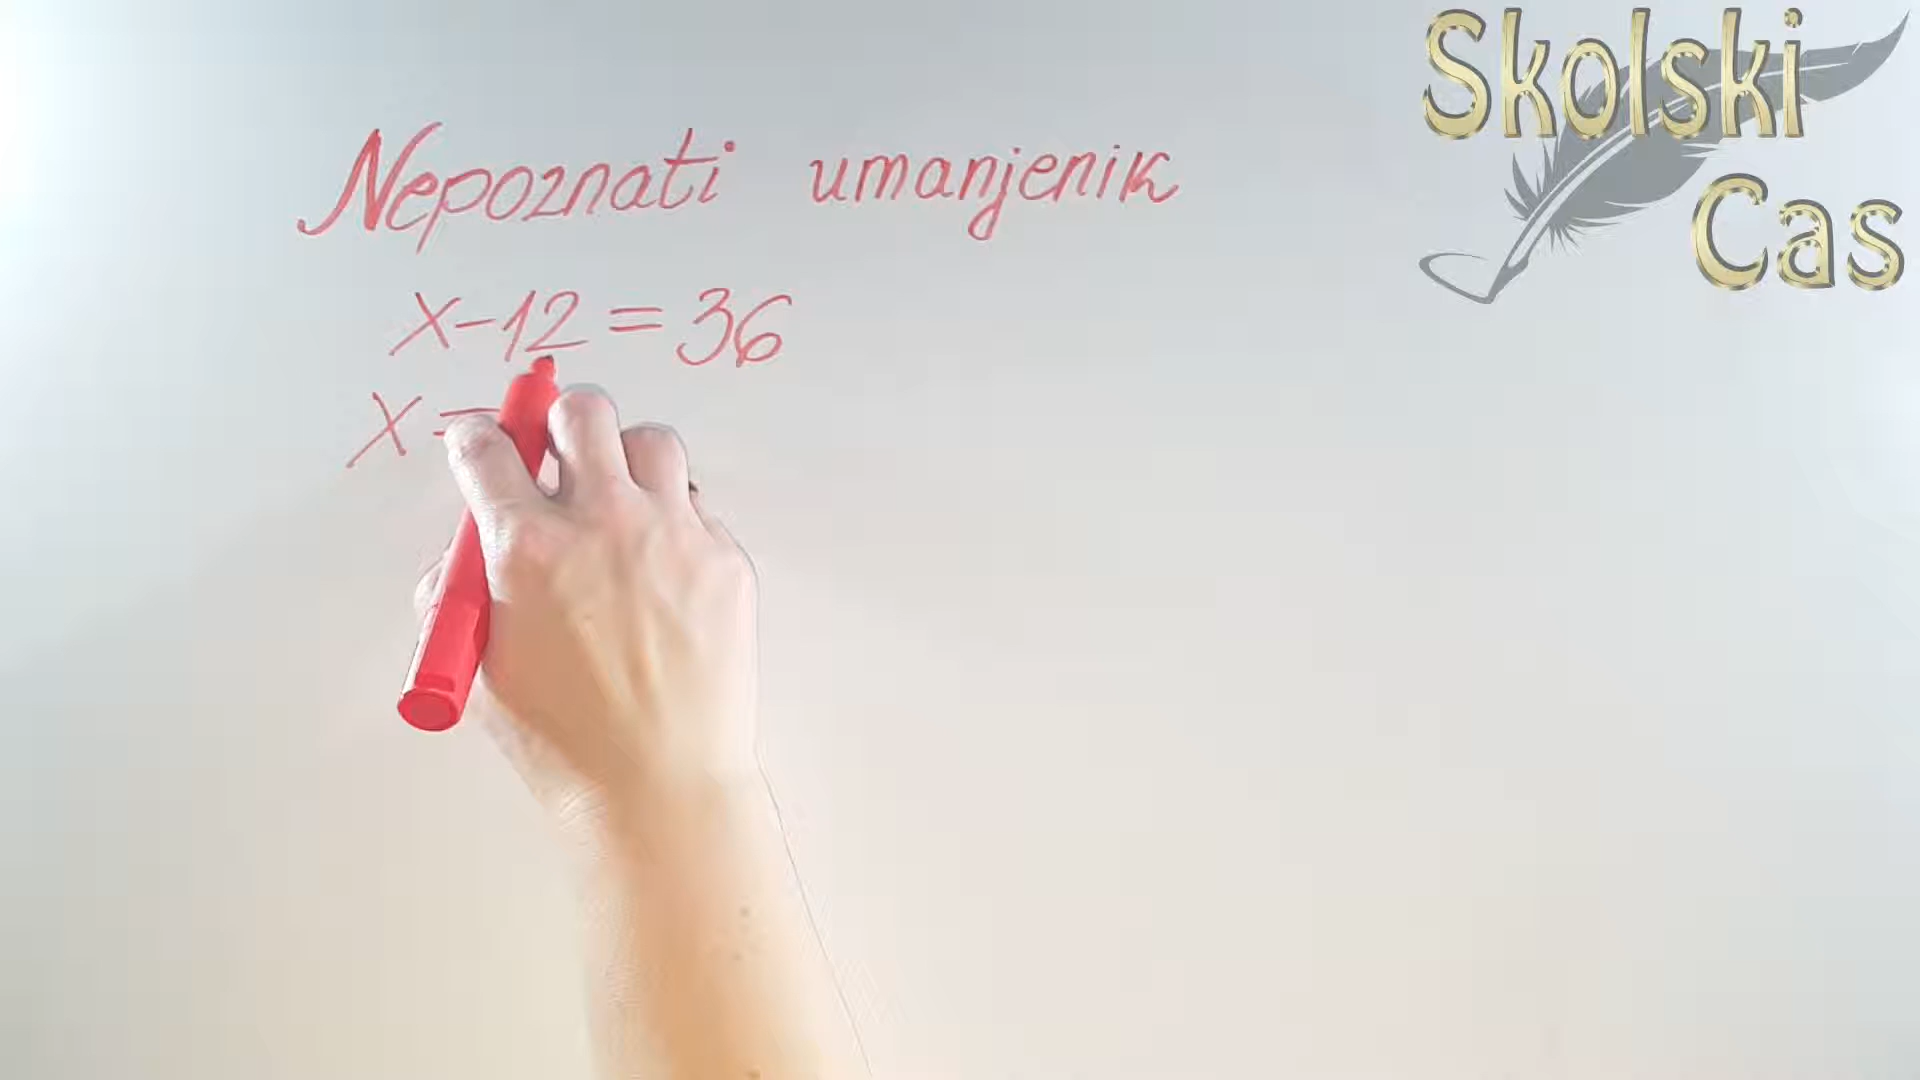 Skolski
Cas
Nepoznati umanjenik
x-12=36
x=